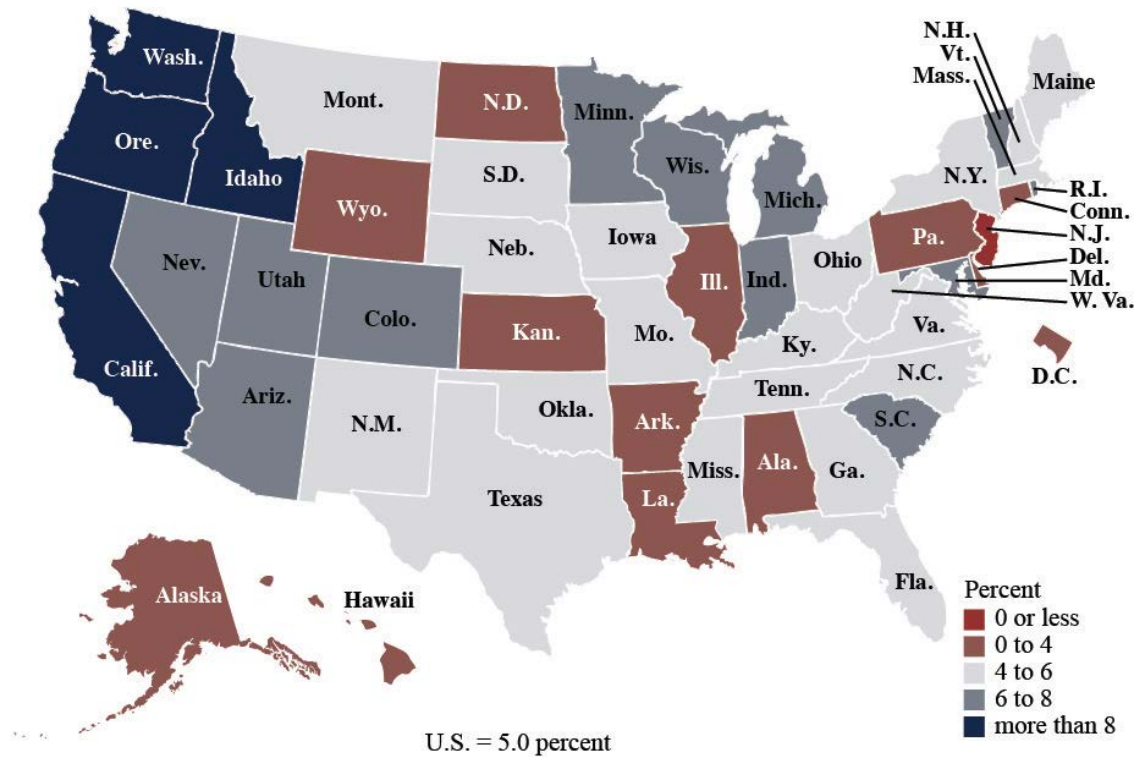 Wash.
Mont.
N.D.
Minn.
N.H.
Vt.
Mass.
Maine
Ore.
Idaho
Wyo.
S.D.
Wis.
Mich.
N.Y.
R.I.
Conn.
N.J.
Del.
Md.
W. Va.
Nev.
Utah
Colo.
Neb.
Iowa
Ill.
Ind.
Ohio
Pa.
Calif.
Ariz.
N.M.
Kan.
Mo.
Ky.
Va.
D.C.
Okla.
Ark.
Tenn.
N.C.
S.C.
Texas
La.
Miss.
Ala.
Ga.
Fla.
Alaska
Hawaii
Percent
0 or less
0 to 4
4 to 6
6 to 8
more than 8
U.S. = 5.0 percent